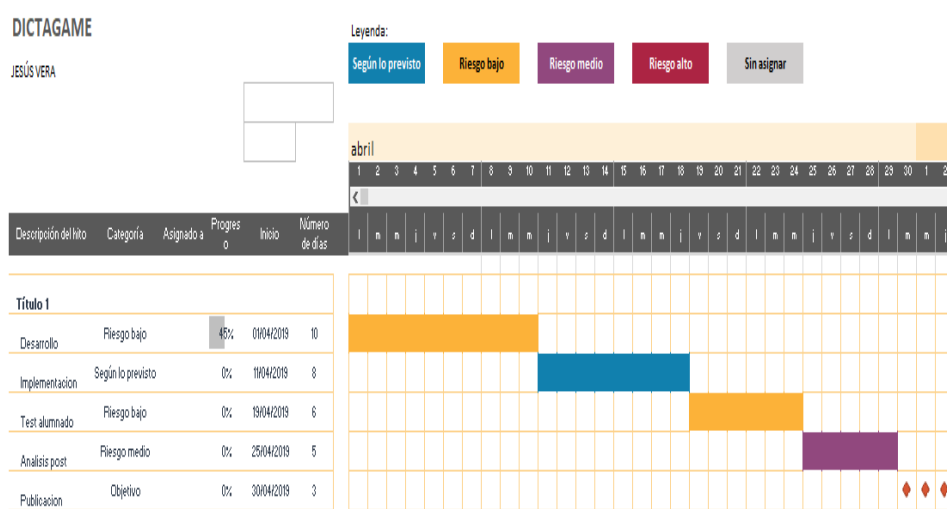 DICTAGAME
JESÚS VERA
Leyenda:
Según lo previsto Riesgo bajo Riesgo medio Riesgo alto Sin asignar
abril
1 2 3 4 5 6 7 8 9 10 11 12 13 14 15 16 17 18 19 20 21 22 23 24 25 26 27 28 29 30 1 2
Descripción del hito Categoría Asignado a Progreso Inicio Número de días
l m m j v s d l m m j v s d l m m j v s d l m m j v s d l m m j
Título 1
Desarrollo Riesgo bajo 45% 01/04/2019 10
Implementacion Según lo previsto 0% 11/04/2019 8
Test alumnado Riesgo bajo 0% 19/04/2019 6
Analisis post Riesgo medio 0% 25/04/2019 5
Publicacion Objetivo 0% 30/04/2019 3